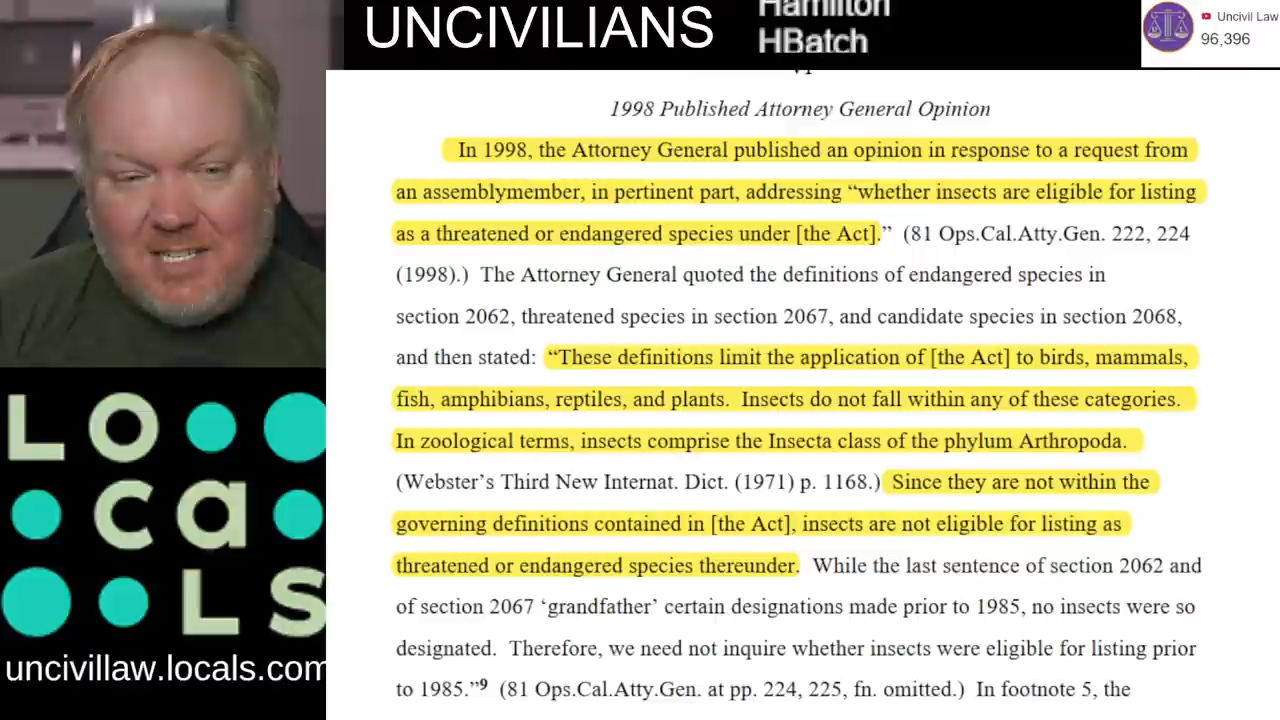 UNCIVILIANS
Hamilton
HBatch
Uncivil Law
96,396
1998 Published Attorney General Opinion
In 1998, the Attorney General published an opinion in response to a request from
an assemblymember, in pertinent part, addressing “whether insects are eligible for listing
as a threatened or endangered species under [the Act].” (81 Ops.Cal.Atty.Gen. 222, 224
(1998).) The Attorney General quoted the definitions of endangered species in
section 2062, threatened species in section 2067, and candidate species in section 2068,
and then stated: “These definitions limit the application of [the Act] to birds, mammals,
fish, amphibians, reptiles, and plants. Insects do not fall within any of these categories.
In zoological terms, insects comprise the Insecta class of the phylum Arthropoda.
(Webster’s Third New Internat. Dict. (1971) p. 1168.) Since they are not within the
governing definitions contained in [the Act], insects are not eligible for listing as
threatened or endangered species thereunder. While the last sentence of section 2062 and
of section 2067 ‘grandfather’ certain designations made prior to 1985, no insects were so
designated. Therefore, we need not inquire whether insects were eligible for listing prior
to 1985.”9 (81 Ops.Cal.Atty.Gen. at pp. 224, 225, fn. omitted.) In footnote 5, the
LO
ca
LS
uncivillaw.locals.com